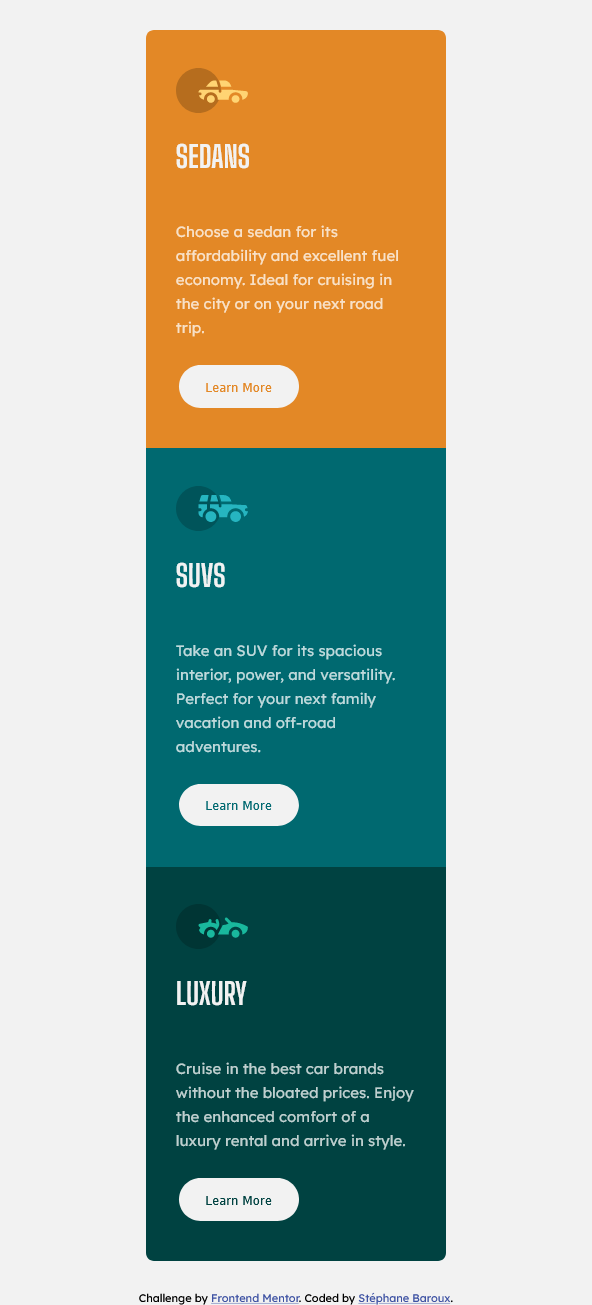 SEDANS
Choose a sedan for its
affordability and excellent fuel
economy. Ideal for cruising in
the city or on your next road
trip.
Learn More
SUVS
Take an SUV for its spacious
interior, power, and versatility.
Perfect for your next family
vacation and off-road
adventures.
Learn More
LUXURY
Cruise in the best car brands
without the bloated prices. Enjoy
the enhanced comfort of a
luxury rental and arrive in style.
Learn More
Challenge by Frontend Mentor. Coded by Stéphane Baroux.